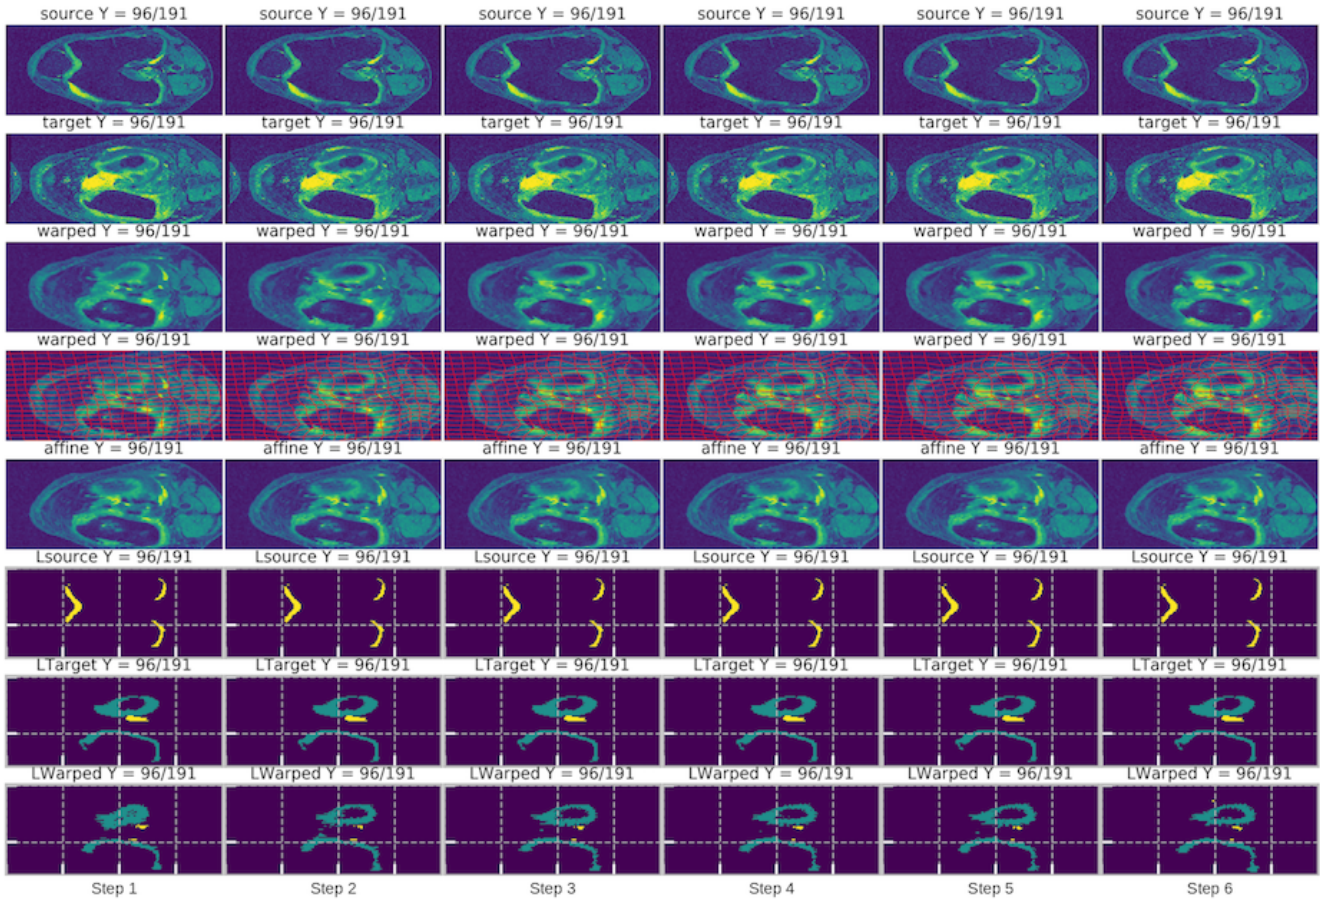 source Y = 96/191 source Y = 96/191 source Y = 96/191 source Y = 96/191 source Y = 96/191 source Y = 96/191
target Y = 96/191 target Y = 96/191 target Y = 96/191 target Y = 96/191 target Y = 96/191 target Y = 96/191
warped Y = 96/191 warped Y = 96/191 warped Y = 96/191 warped Y = 96/191 warped Y = 96/191 warped Y = 96/191
warped Y = 96/191 warped Y = 96/191 warped Y = 96/191 warped Y = 96/191 warped Y = 96/191 warped Y = 96/191
affine Y = 96/191 affine Y = 96/191 affine Y = 96/191 affine Y = 96/191 affine Y = 96/191 affine Y = 96/191
Lsource Y = 96/191 Lsource Y = 96/191 Lsource Y = 96/191 Lsource Y = 96/191 Lsource Y = 96/191 Lsource Y = 96/191
LTarget Y = 96/191 LTarget Y = 96/191 LTarget Y = 96/191 LTarget Y = 96/191 LTarget Y = 96/191 LTarget Y = 96/191
LWarped Y = 96/191 LWarped Y = 96/191 LWarped Y = 96/191 LWarped Y = 96/191 LWarped Y = 96/191 LWarped Y = 96/191
Step 1 Step 2 Step 3 Step 4 Step 5 Step 6